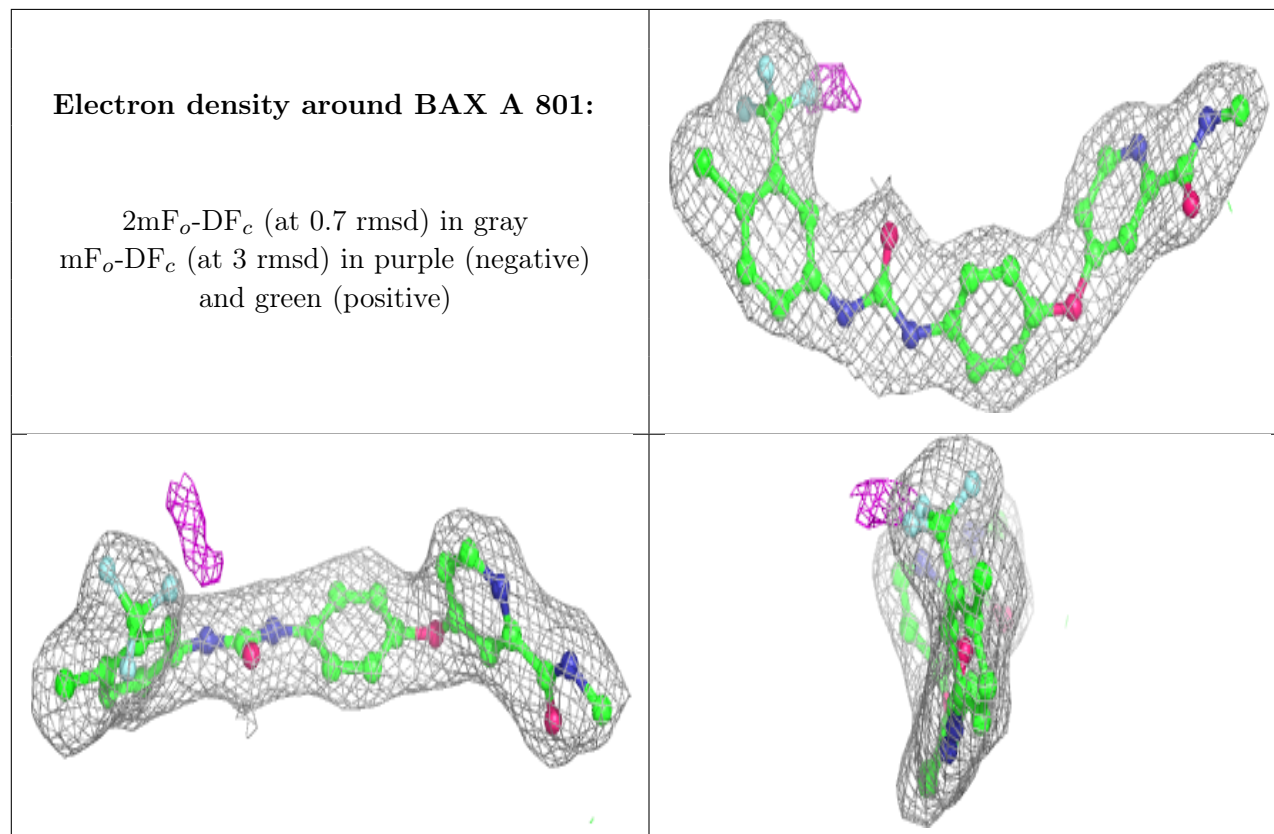 Electron density around BAX A 801:
2mFo-DFc (at 0.7 rmsd) in gray
mFo-DFc (at 3 rmsd) in purple (negative)
and green (positive)